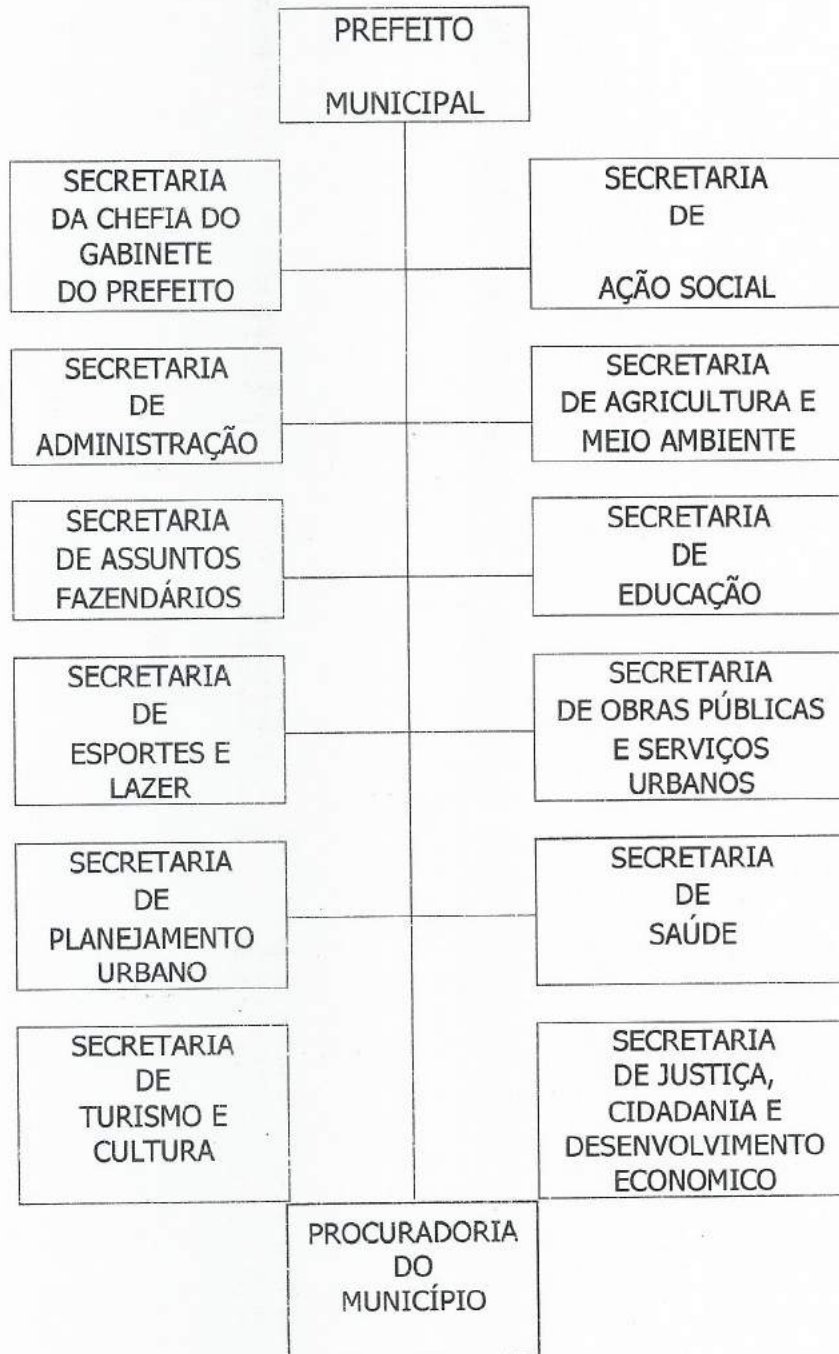 PREFEITO
MUNICIPAL
SECRETARIA
DA CHEFIA DO
GABINETE
DO PREFEITO
SECRETARIA
DE
AÇÃO SOCIAL
SECRETARIA
DE
ADMINISTRAÇÃO
SECRETARIA
DE AGRICULTURA E
MEIO AMBIENTE
SECRETARIA
DE ASSUNTOS
FAZENDÁRIOS
SECRETARIA
DE
EDUCAÇÃO
SECRETARIA
DE
ESPORTES E
LAZER
SECRETARIA
DE OBRAS PÚBLICAS
E SERVIÇOS
URBANOS
SECRETARIA
DE
PLANEJAMENTO
URBANO
SECRETARIA
DE
SAÚDE
SECRETARIA
DE
TURISMO E
CULTURA
SECRETARIA
DE JUSTIÇA,
CIDADANIA E
DESENVOLVIMENTO
ECONOMICO
PROCURADORIA
DO
MUNICÍPIO